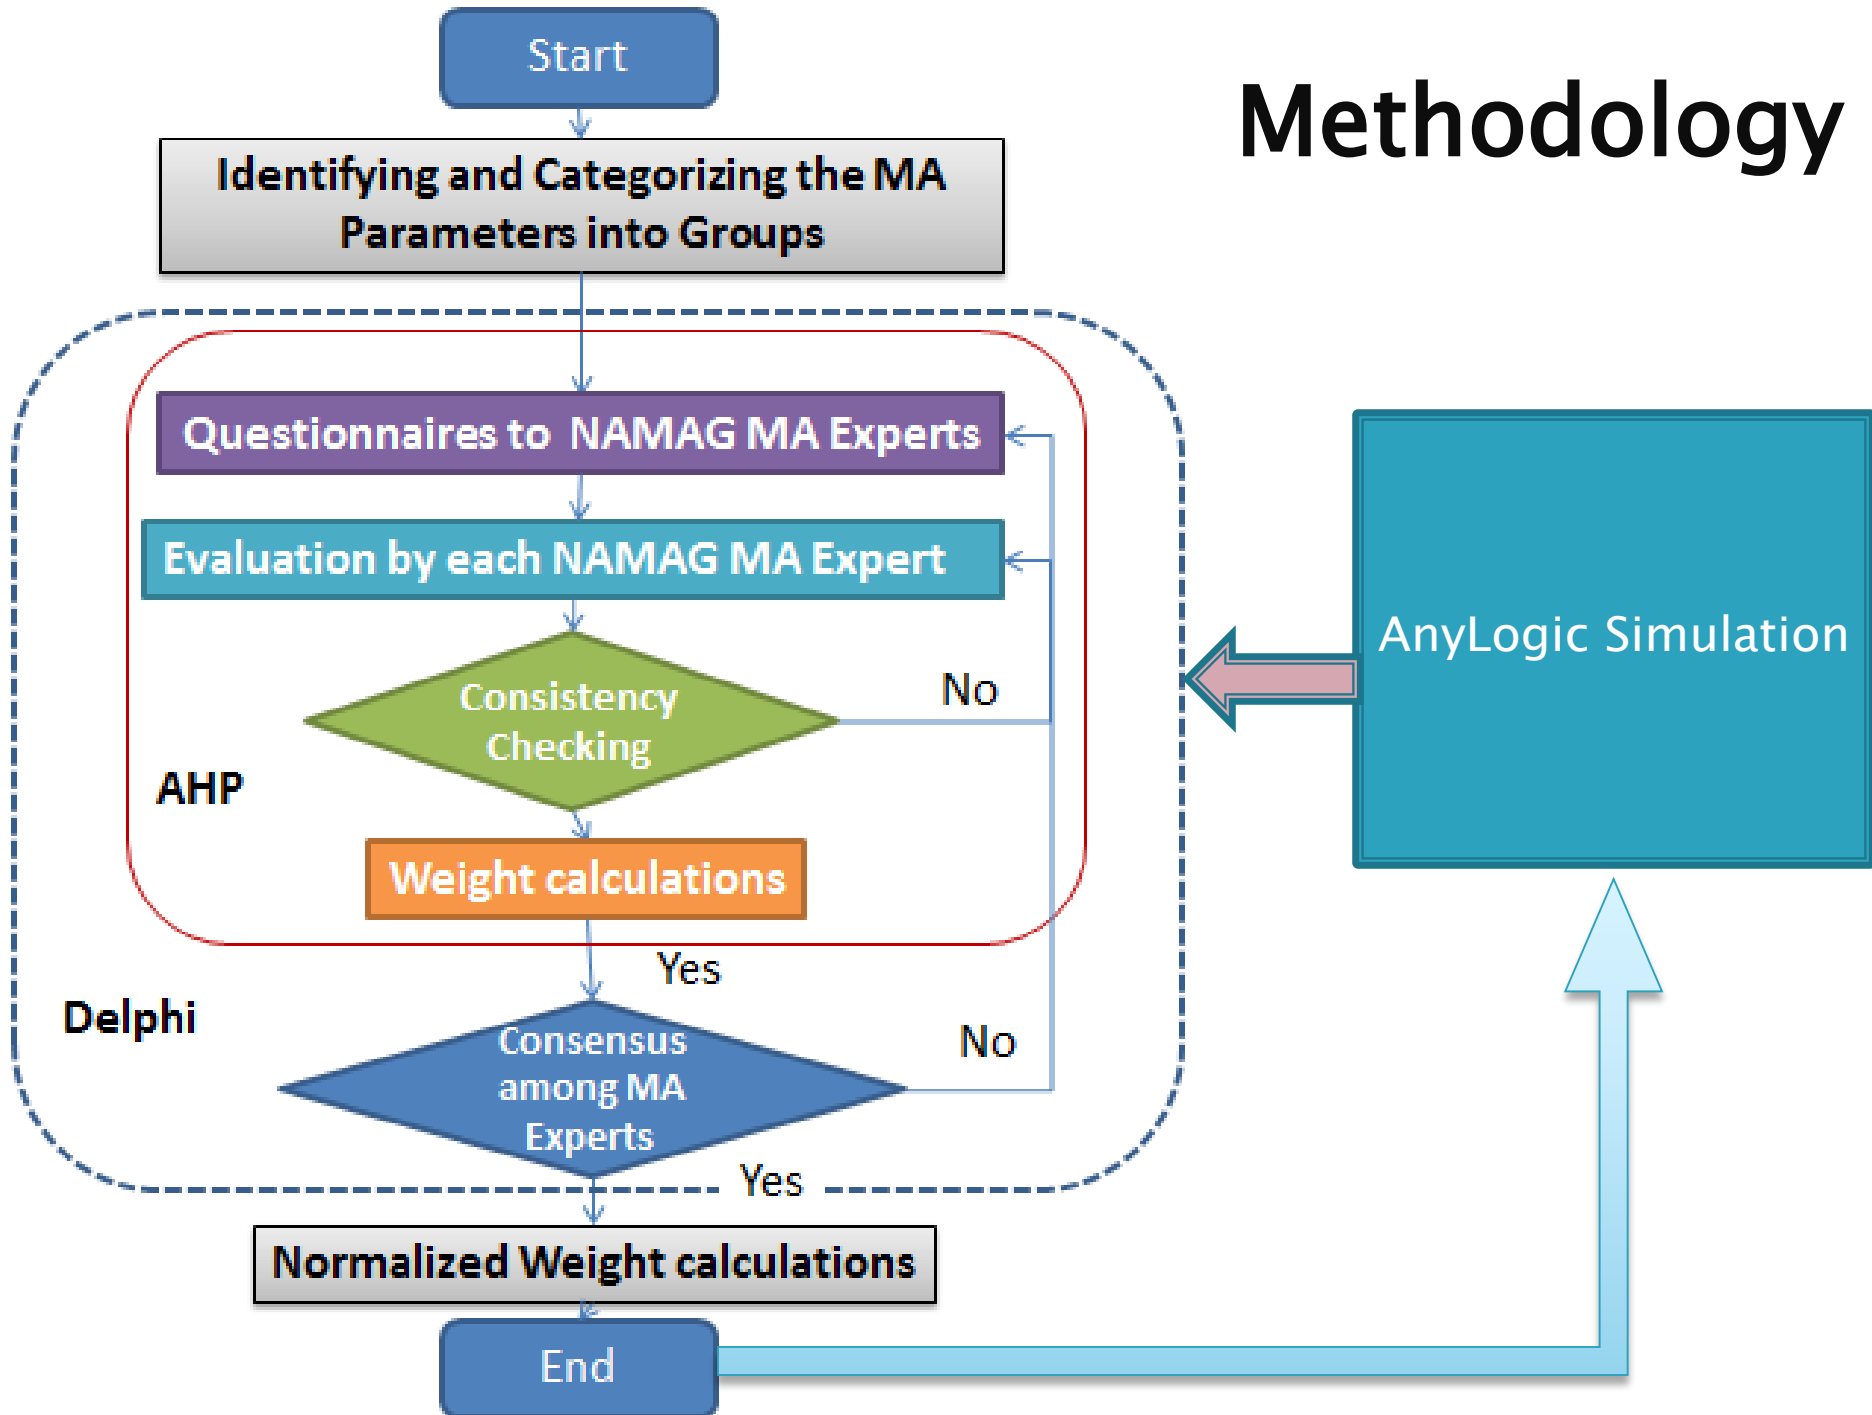 Start
Methodology
Identifying and Categorizing the MA
Parameters into Groups
Questionnaires to NAMAG MA Experts
Evaluation by each NAMAG MA Expert
AnyLogic Simulation
Consistency
Checking
No
AHP
Weight calculations
Yes
Delphi
Consensus
among MA
Experts
No
Yes
Normalized Weight calculations
End